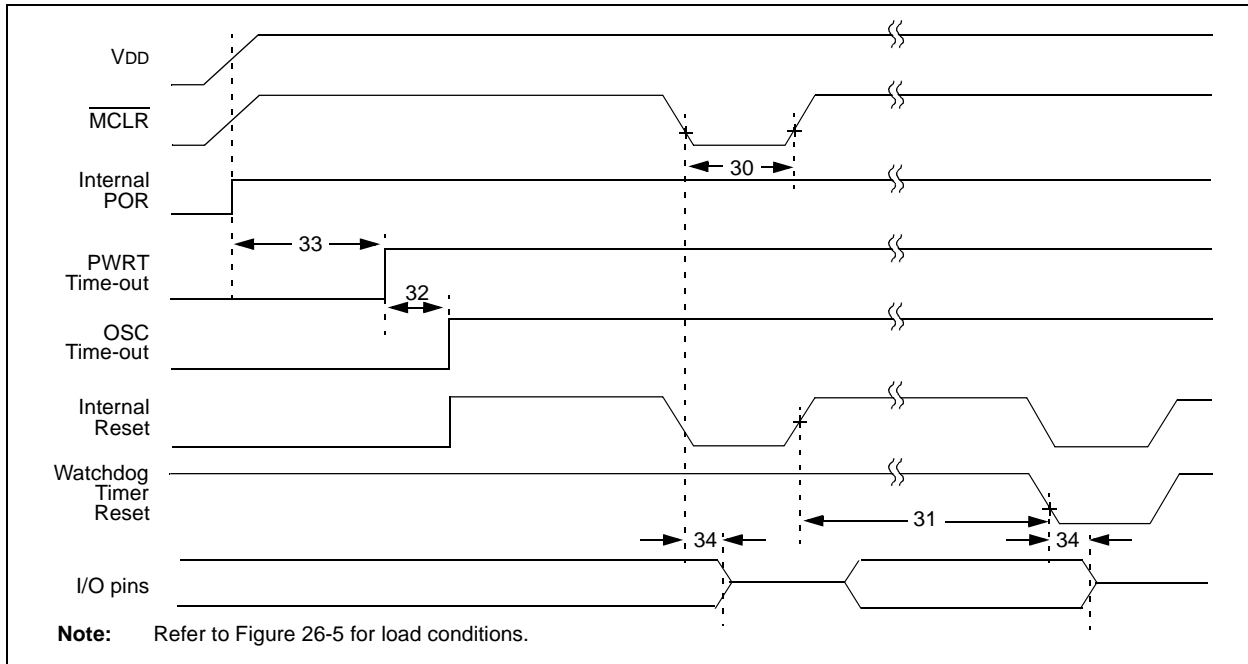 VDD
MCLR
30
Internal
POR
33
PWRT
Time-out
32
OSC
Time-out
Internal
Reset
Watchdog
Timer
Reset
31
34
34
I/O pins
Note: Refer to Figure 26-5 for load conditions.